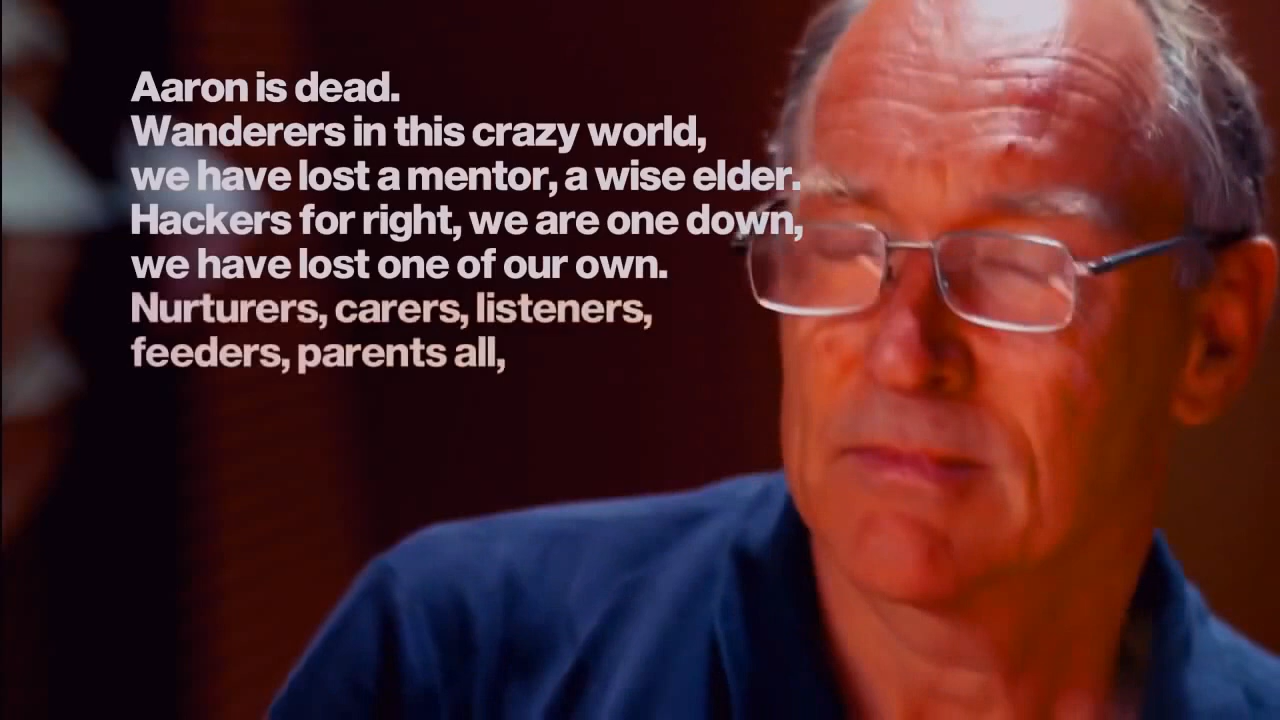 Aaron is dead.
Wanderers in this crazy world,
we have lost a mentor, a wise elder.
Hackers for right, we are one down,
we have lost one of our own.
Nurturers, carers, listeners,
feeders, parents all,